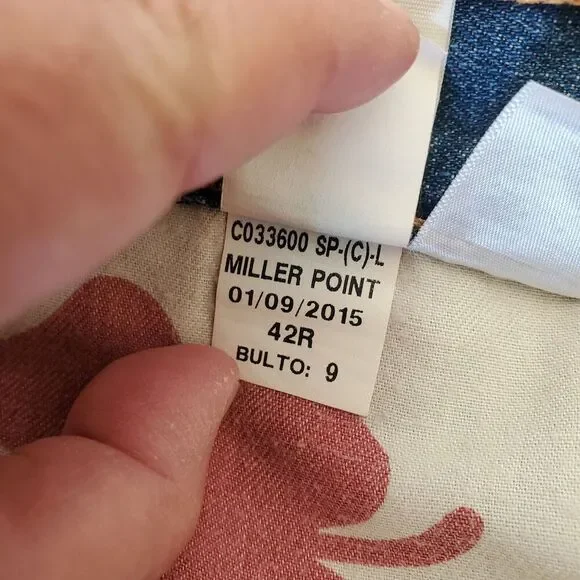 C033600 SP-(C)-L
MILLER POINT
01/09/2015
42R
BULTO: 9